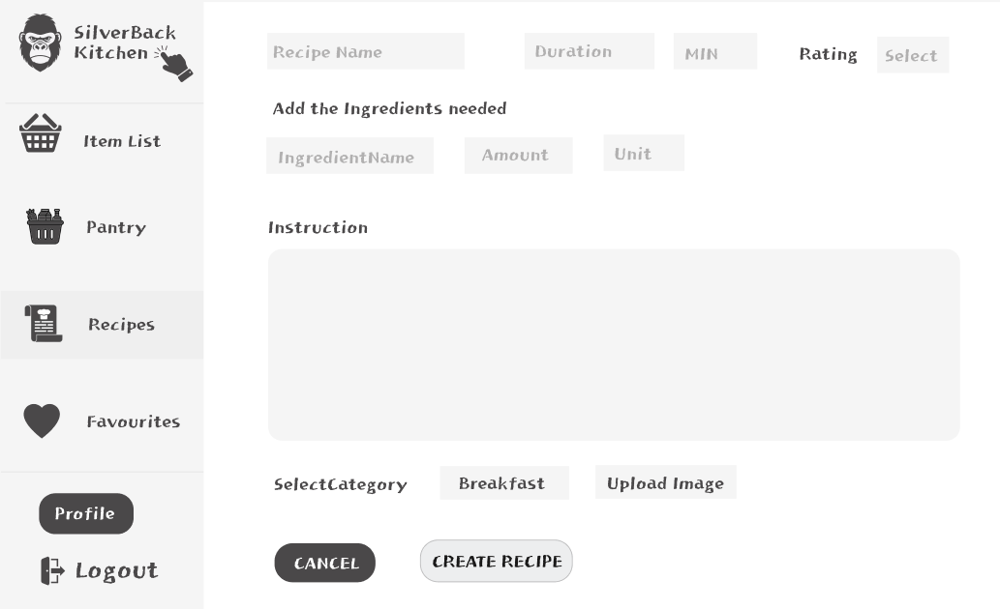 SilverBack
Kitchen
Item List
Pantry
Recipes
Favourites
Profile
Logout
Recipe Name
Duration
MIN
Rating
Select
Add the Ingredients needed
IngredientName
Amount
Unit
Instruction
SelectCategory
Breakfast
Upload Image
CANCEL
CREATE RECIPE